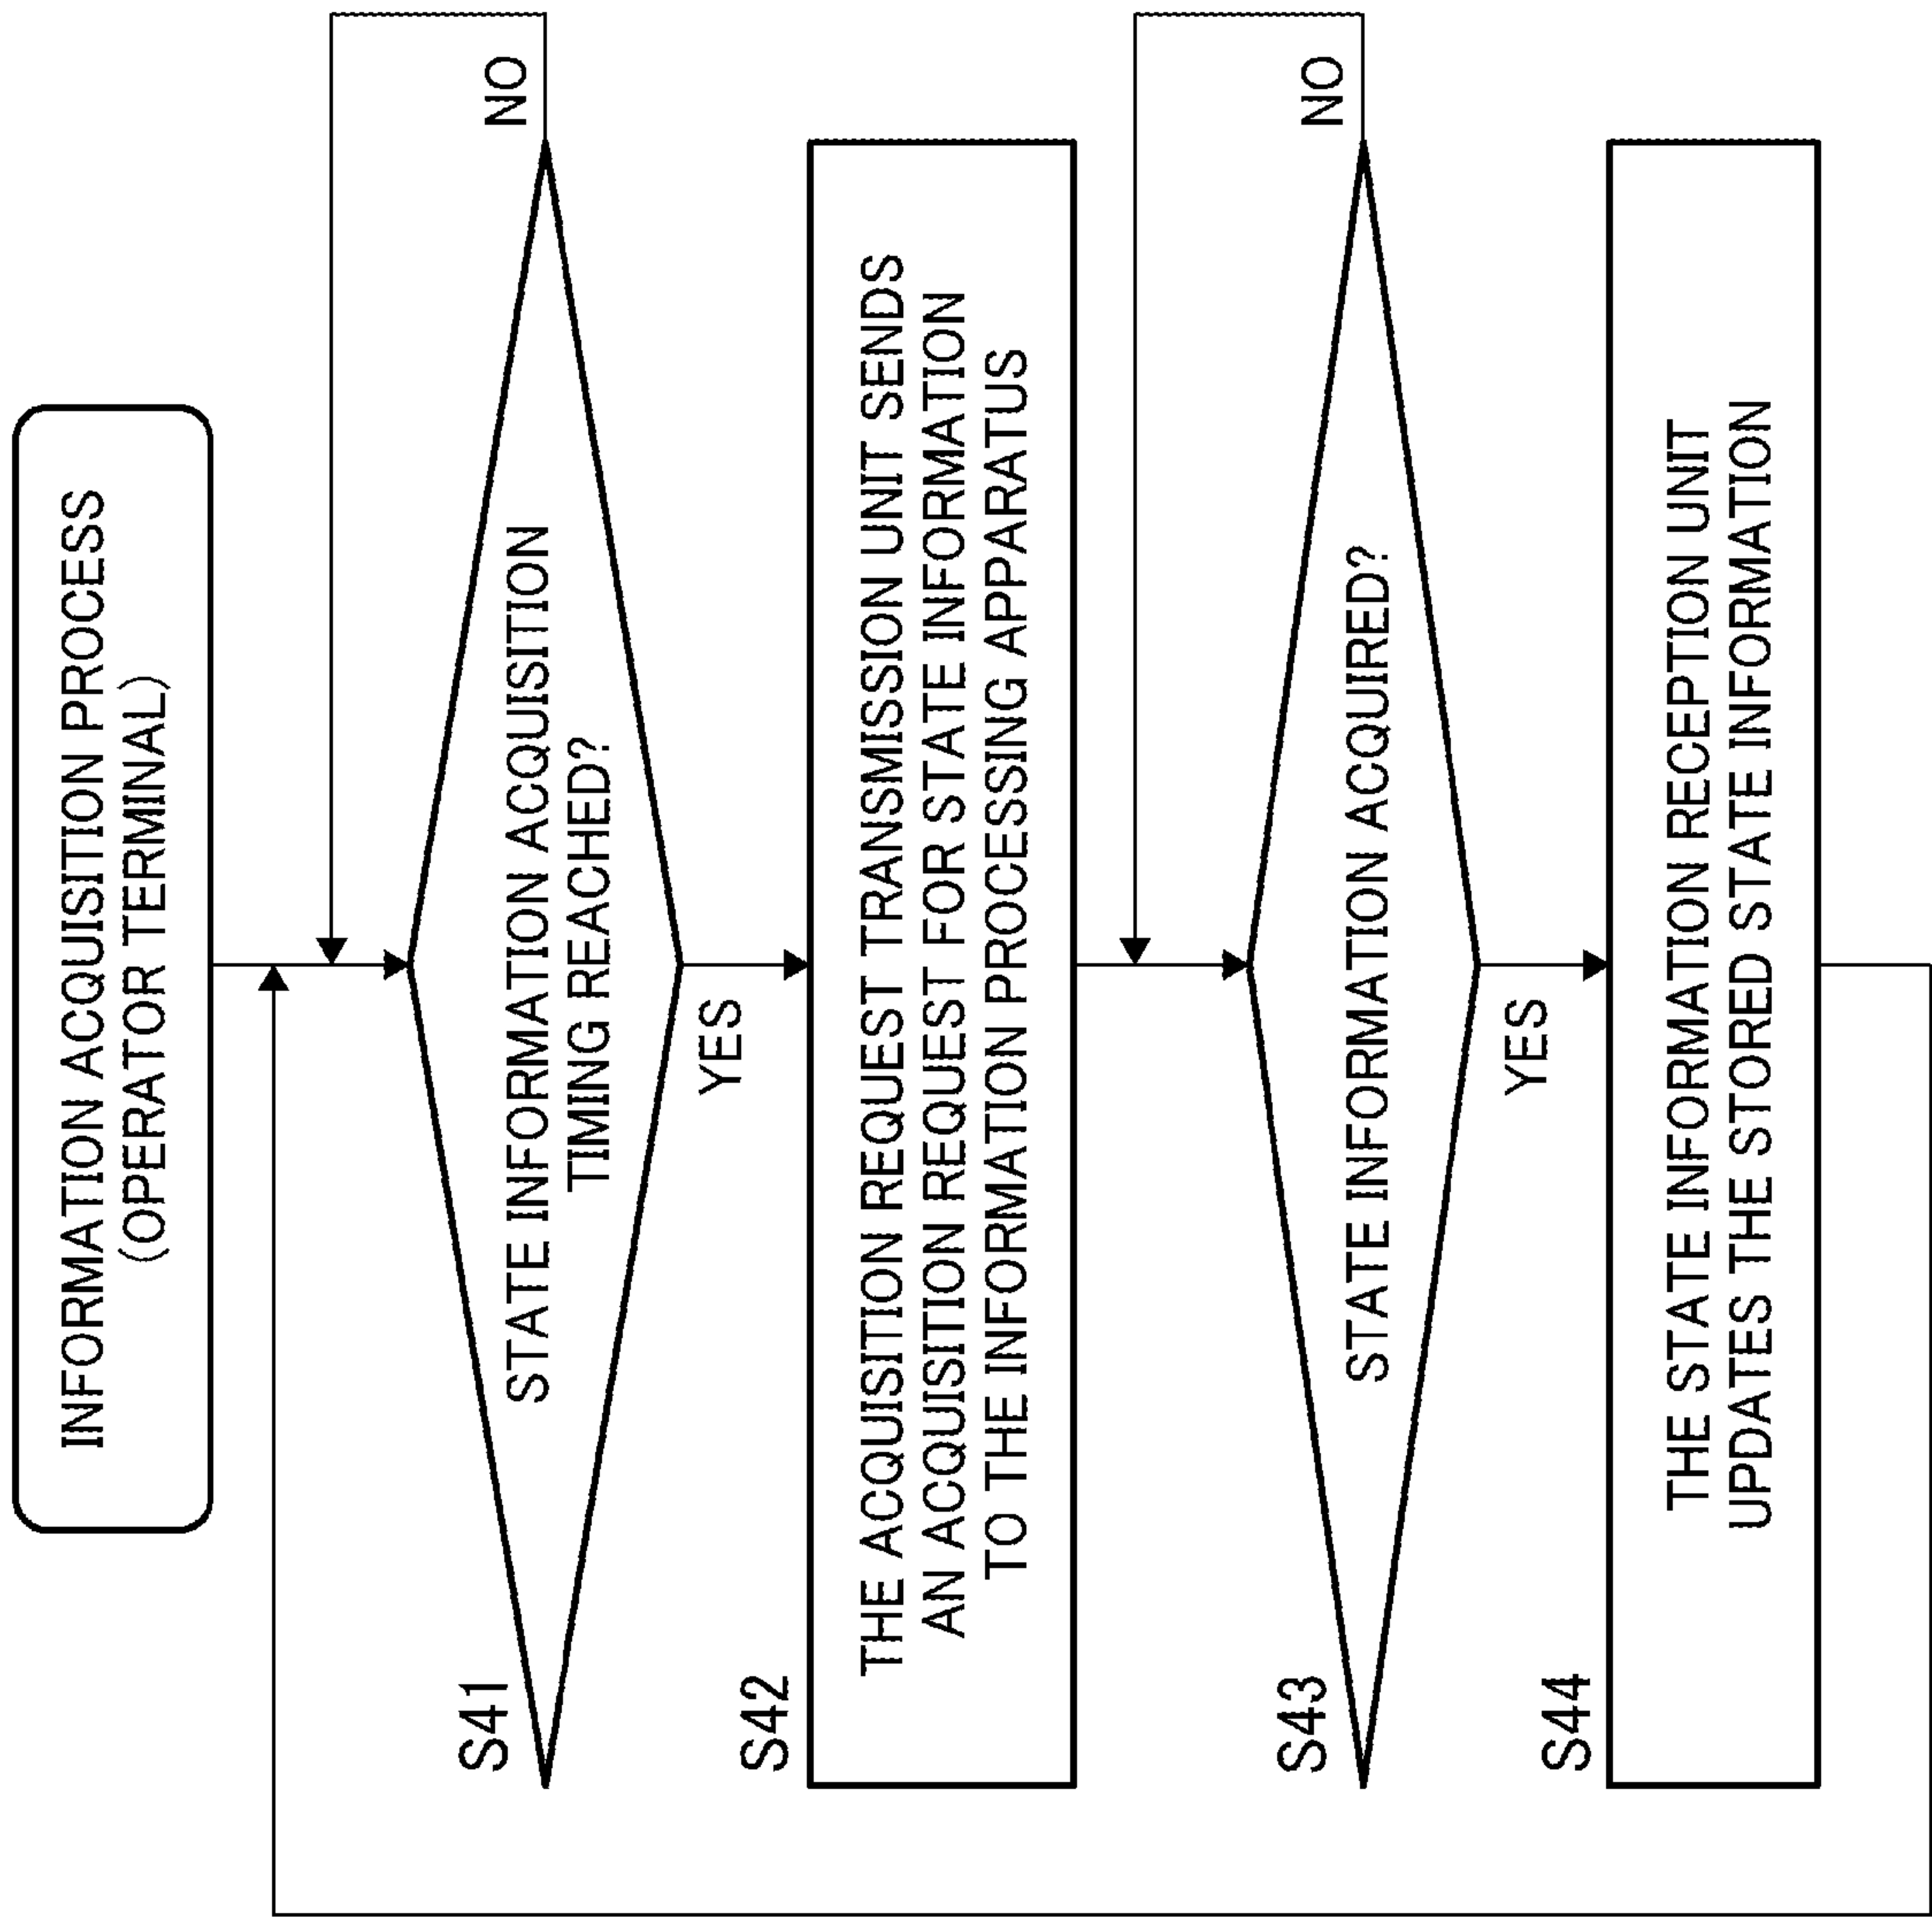 INFORMATION ACQUISITION PROCESS
(OPERATOR TERMINAL)
S41
STATE INFORMATION ACQUISITION
TIMING REACHED?
NO
YES
S42
THE ACQUISITION REQUEST TRANSMISSION UNIT SENDS
AN ACQUISITION REQUEST FOR STATE INFORMATION
TO THE INFORMATION PROCESSING APPARATUS
S43
STATE INFORMATION ACQUIRED?
NO
YES
S44
THE STATE INFORMATION RECEPTION UNIT
UPDATES THE STORED STATE INFORMATION